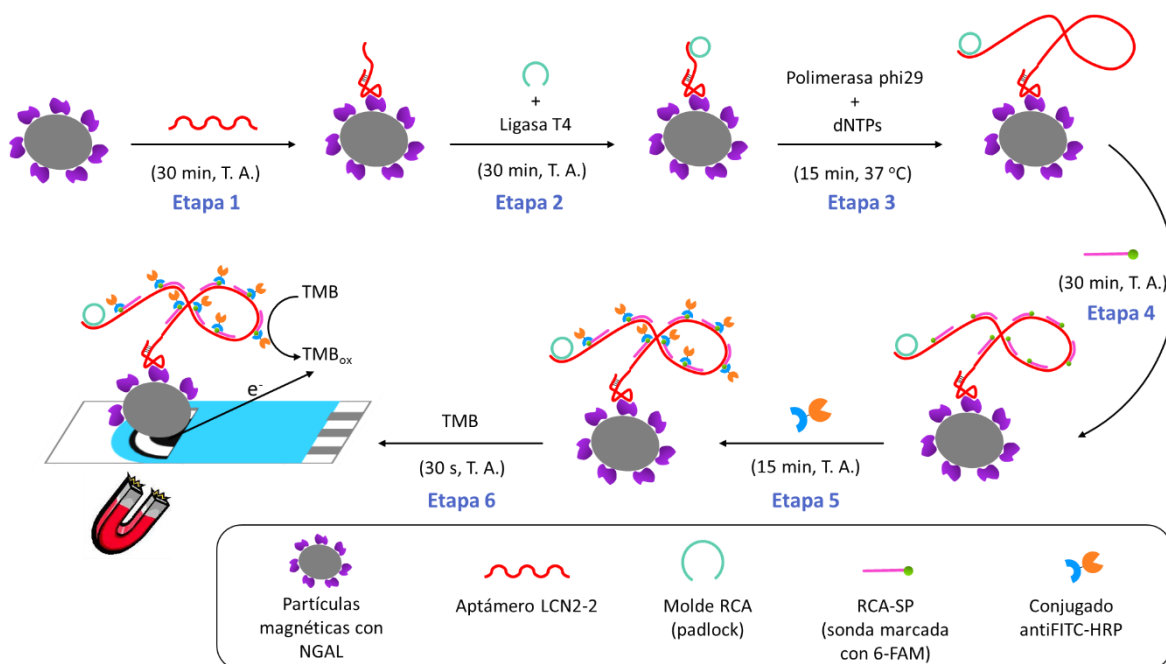 (30 min, T. A.)
Etapa 1
+
Ligasa T4
(30 min, T. A.)
Etapa 2
Polimerasa phi29
+
dNTPs
(15 min, 37 °C)
Etapa 3
(30 min, T. A.)
Etapa 4
(15 min, T. A.)
Etapa 5
TMB
(30 s, T. A.)
Etapa 6
TMB
TMBox
e-
Partículas
magnéticas con
NGAL
Aptámero LCN2-2
Molde RCA
(padlock)
RCA-SP
(sonda marcada
con 6-FAM)
Conjugado
antiFITC-HRP